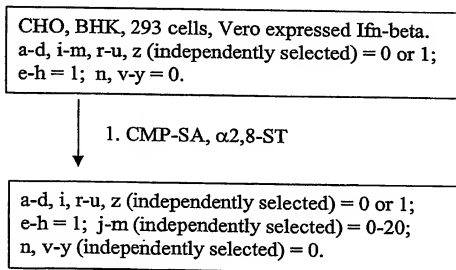 CHO, BHK, 293 cells, Vero expressed Ifn-beta.
a-d, i-m, r-u, z (independently selected) = 0 or 1;
e-h = 1; n, v-y = 0.
1. CMP-SA, α2,8-ST
a-d, i, r-u, z (independently selected) = 0 or 1;
e-h = 1; j-m (independently selected) = 0-20;
n, v-y (independently selected) = 0.